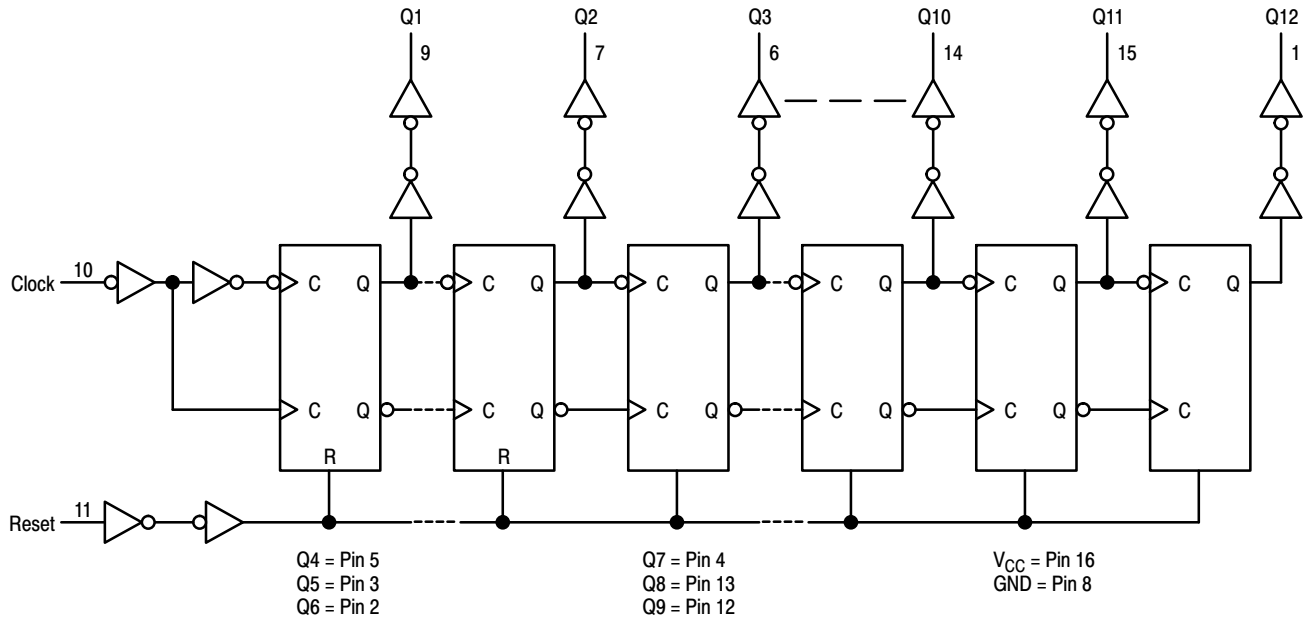 Q1 Q2 Q3 Q10 Q11 Q12
9 7 6 14 15 1
Clock 10 C Q C Q C Q C Q C Q C Q
C Q C Q C Q C Q C Q
R R
Reset 11
Q4 = Pin 5
Q5 = Pin 3
Q6 = Pin 2
Q7 = Pin 4
Q8 = Pin 13
Q9 = Pin 12
VCC = Pin 16
GND = Pin 8